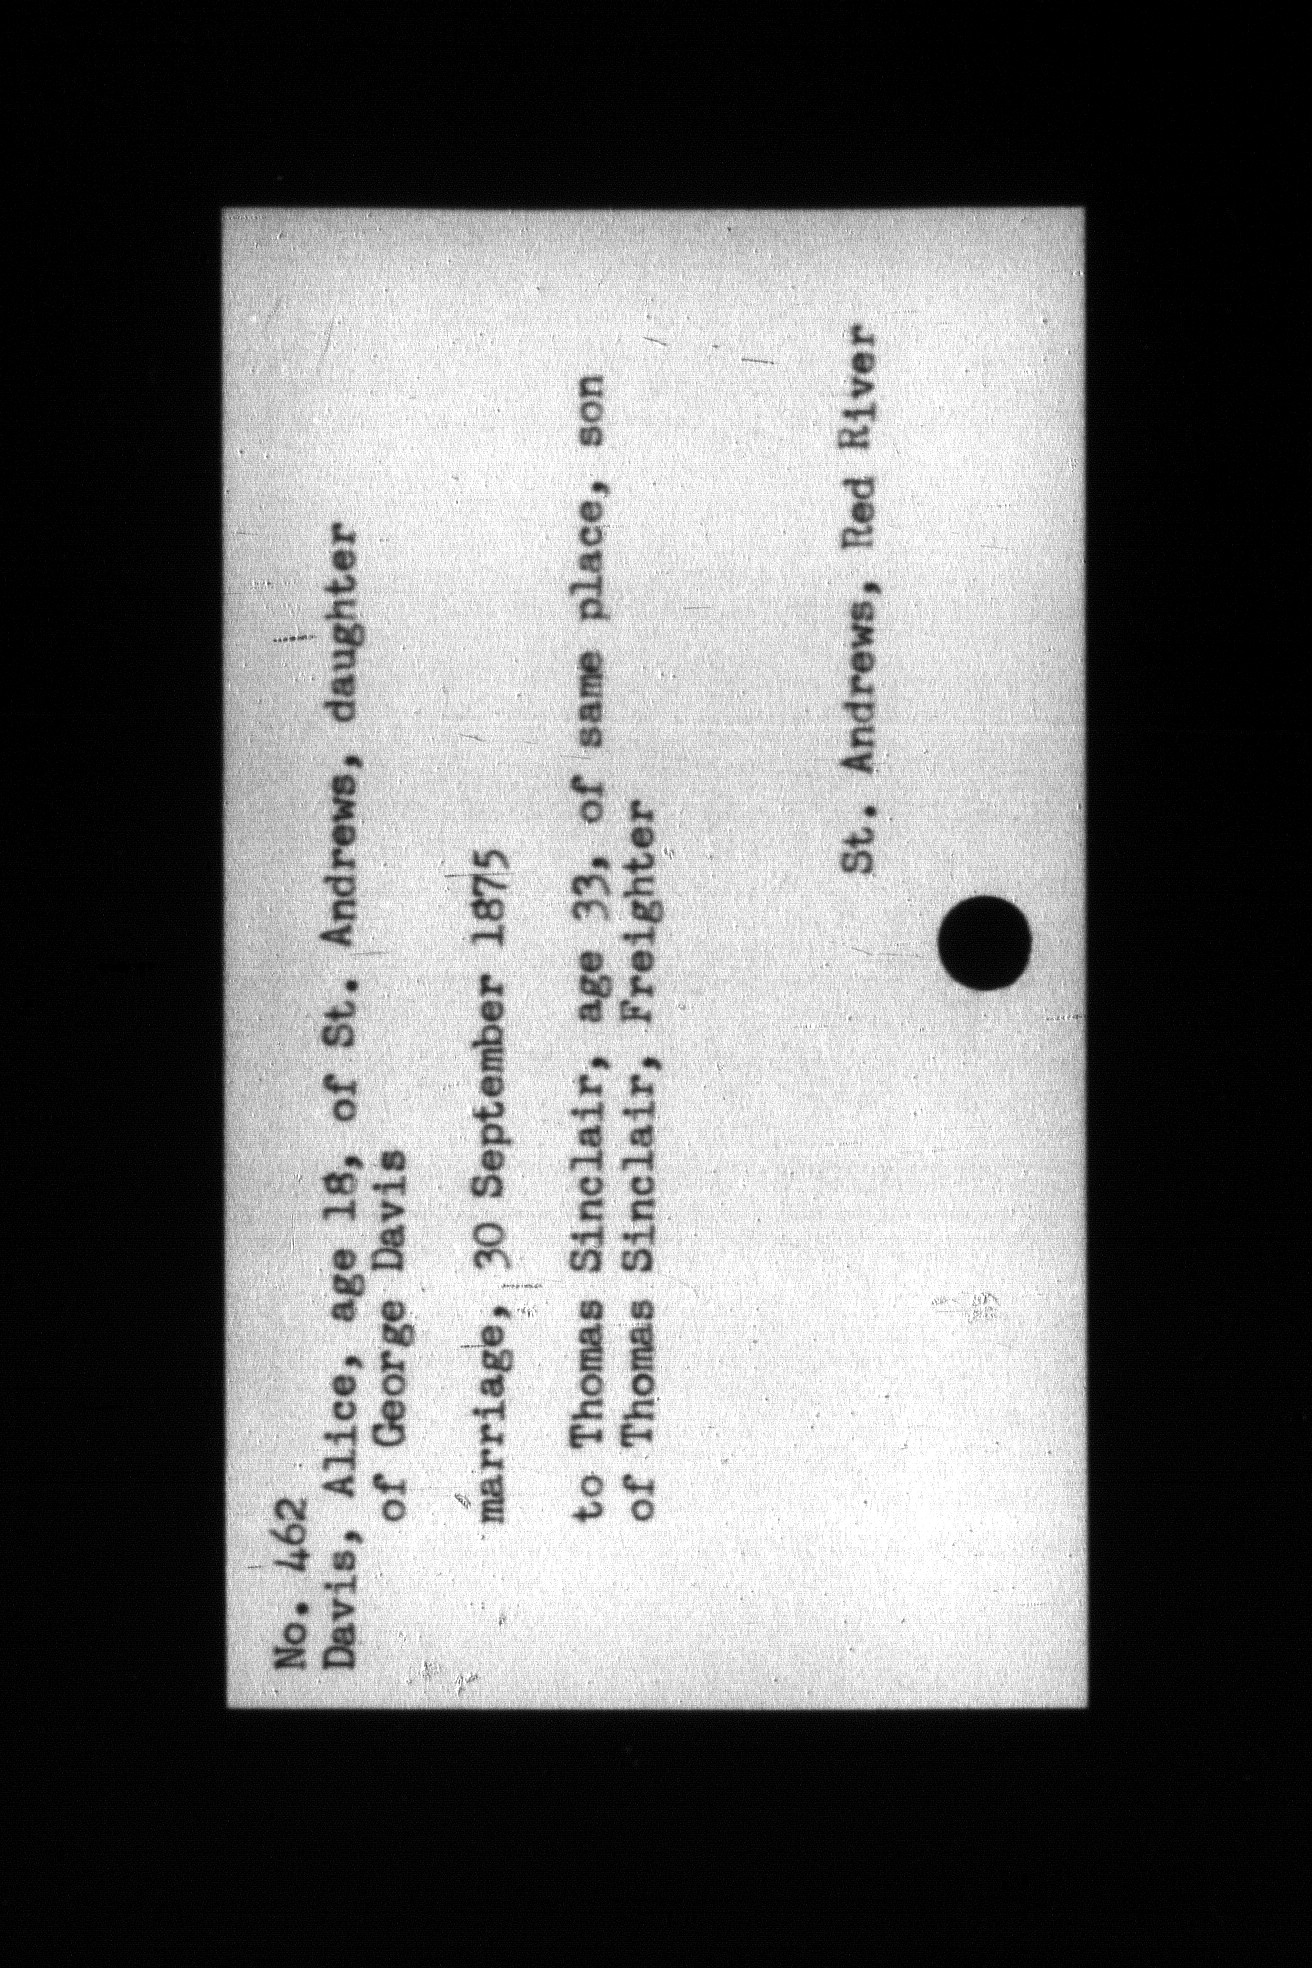 No. 462
Davis, Alice, age 18, of St. Andrews, daughter
of George Davis
marriage, 30 September 1875
to Thomas Sinclair, age 33, of same place, son
of Thomas Sinclair, Freighter
St. Andrews, Red River